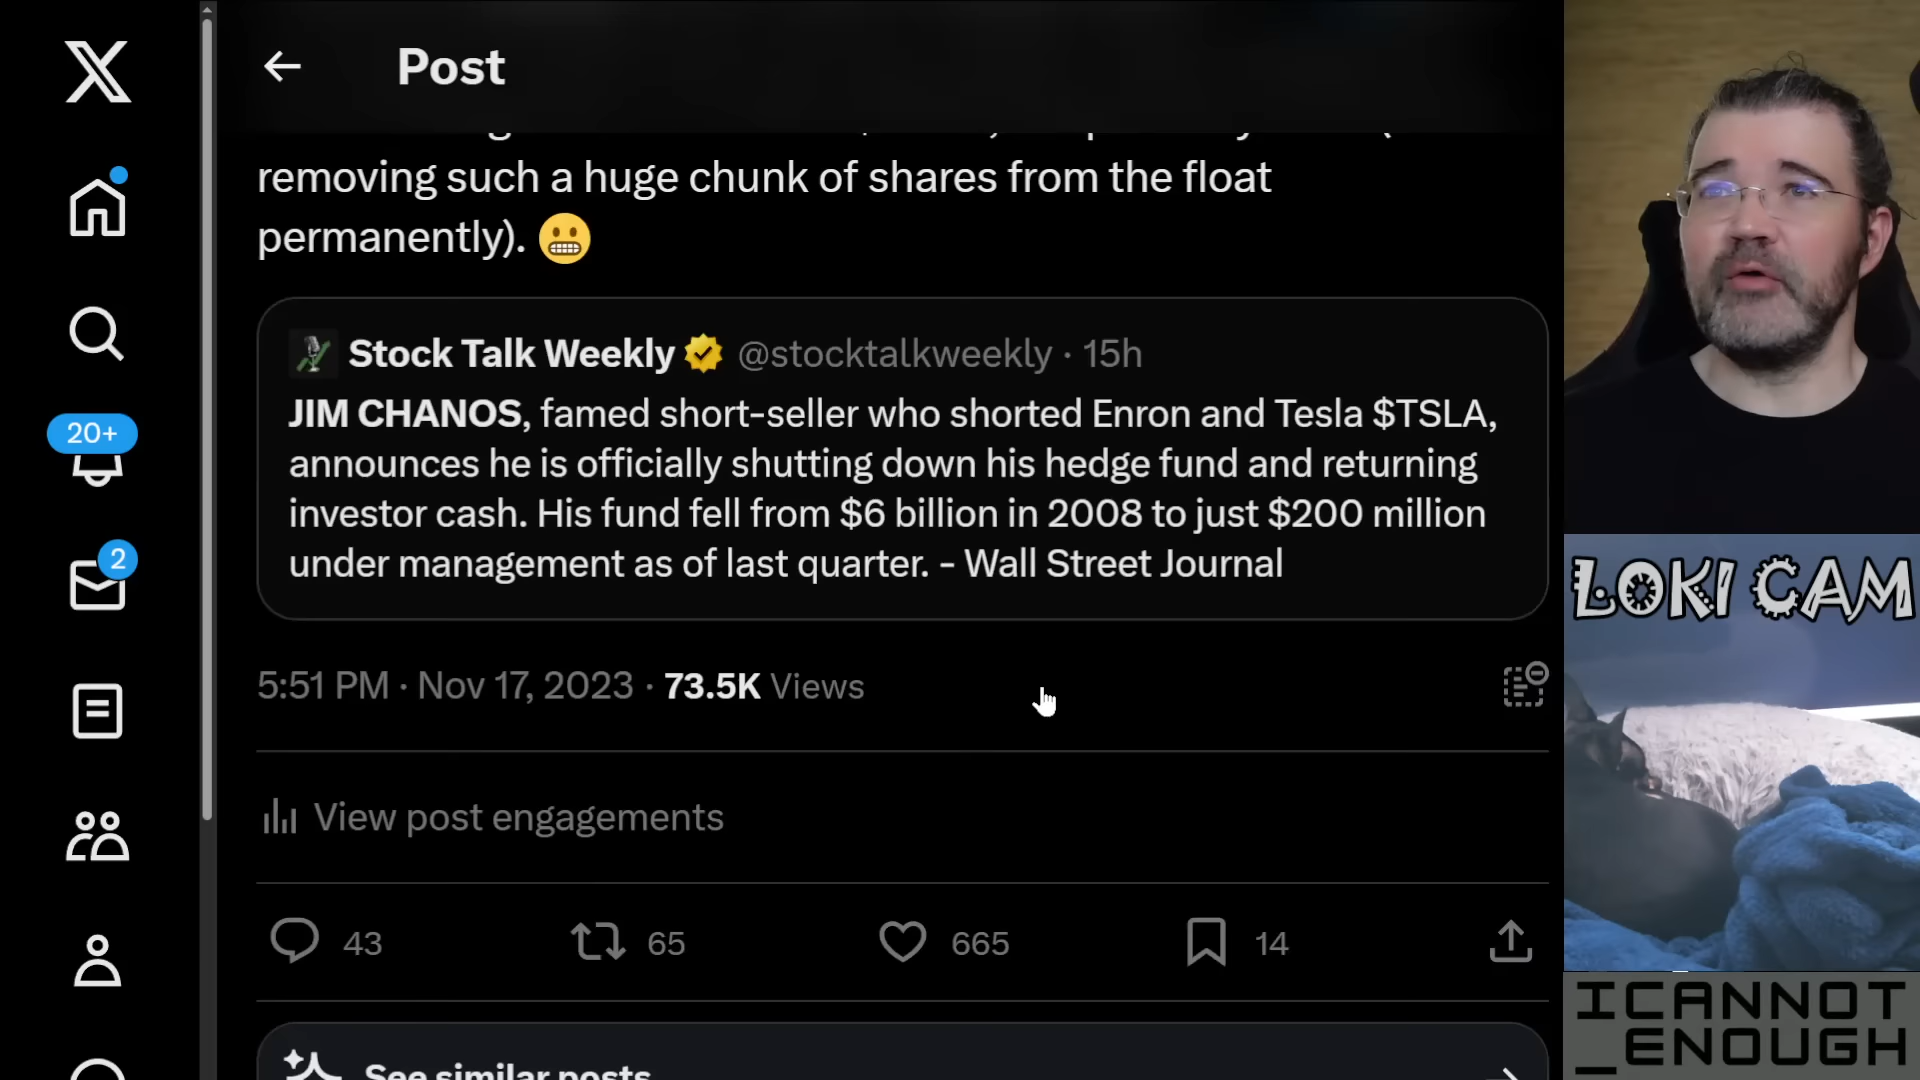 Post
removing such a huge chunk of shares from the float
permanently). 😬
Stock Talk Weekly @stocktalkweekly · 15h
JIM CHANOS, famed short-seller who shorted Enron and Tesla $TSLA,
announces he is officially shutting down his hedge fund and returning
investor cash. His fund fell from $6 billion in 2008 to just $200 million
under management as of last quarter. - Wall Street Journal
5:51 PM · Nov 17, 2023 · 73.5K Views
View post engagements
43 65 665 14
See similar posts
20+
2
LOKI CAM
ICANNOT
_ENOUGH